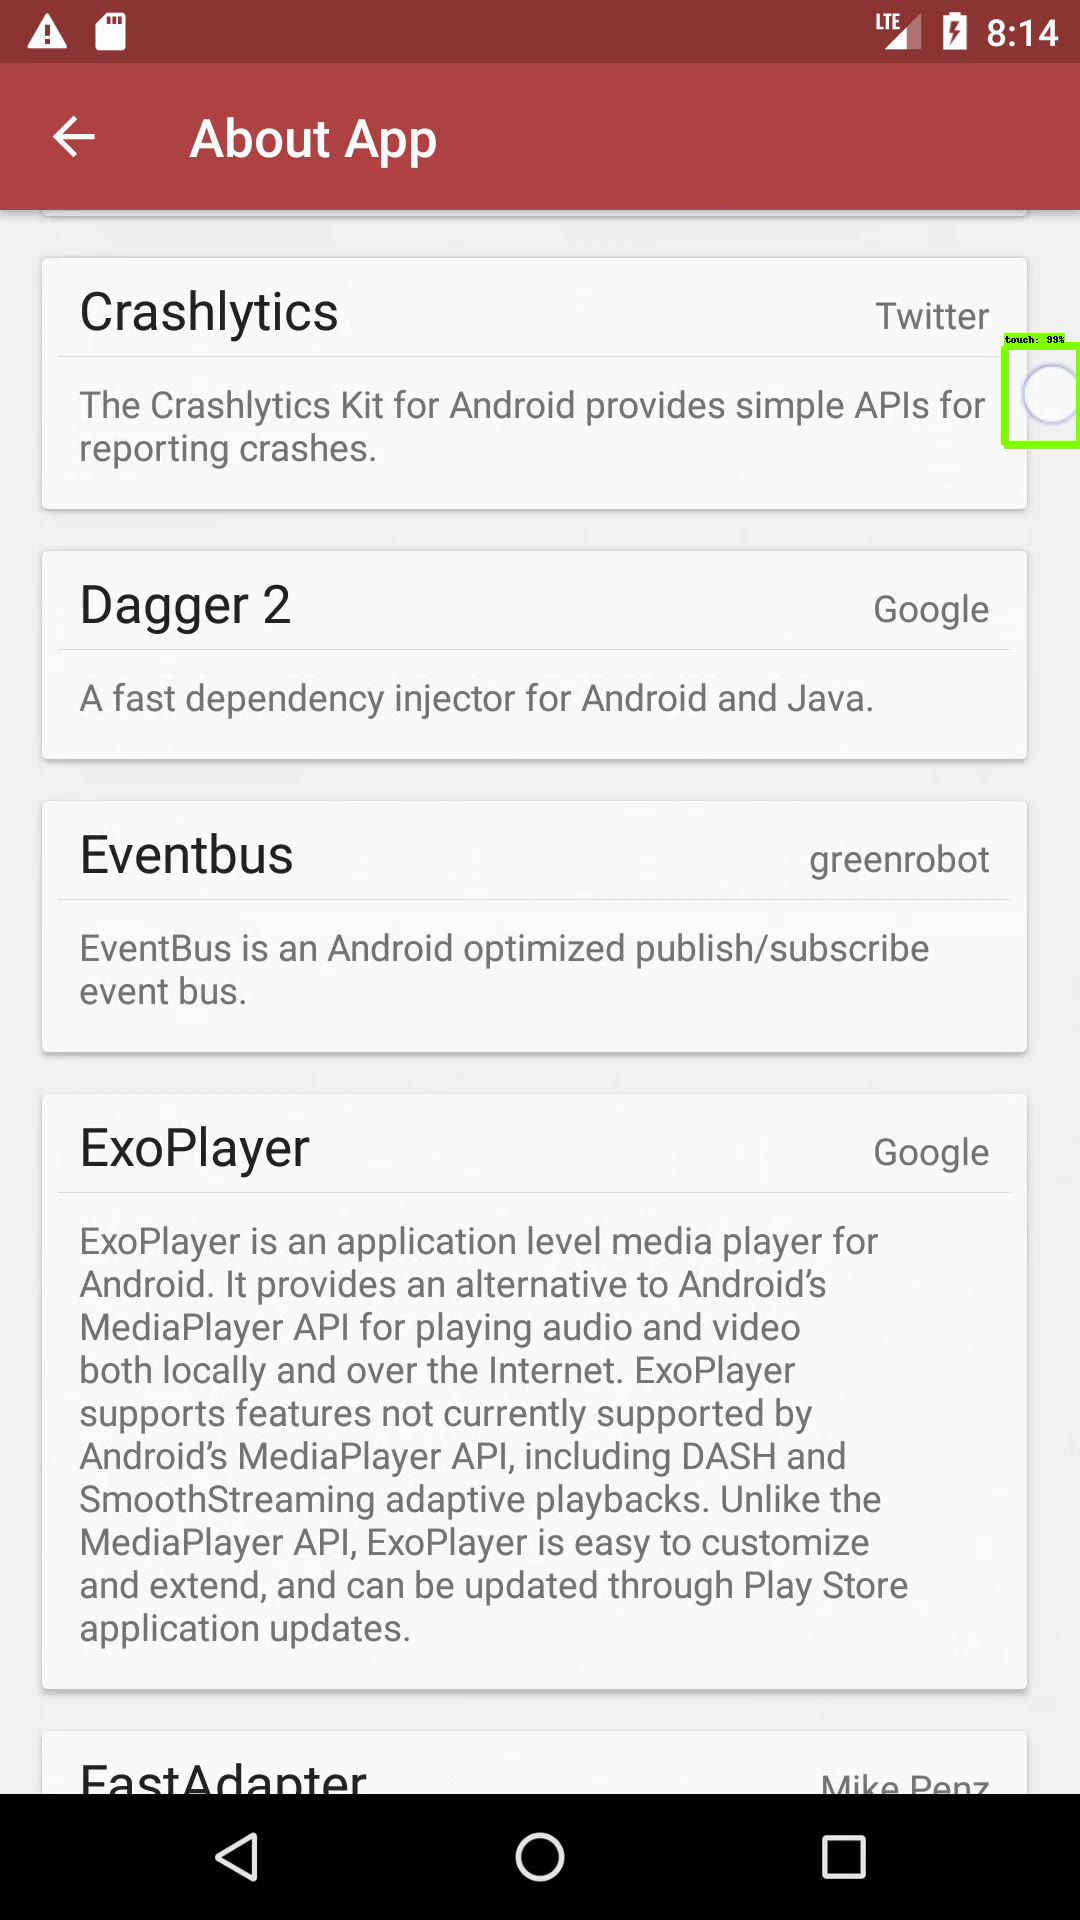 LTE 8:14
About App
Crashlytics Twitter
touch: 99%
The Crashlytics Kit for Android provides simple APIs for
reporting crashes.
Dagger 2 Google
A fast dependency injector for Android and Java.
Eventbus greenrobot
EventBus is an Android optimized publish/subscribe
event bus.
ExoPlayer Google
ExoPlayer is an application level media player for
Android. It provides an alternative to Android’s
MediaPlayer API for playing audio and video
both locally and over the Internet. ExoPlayer
supports features not currently supported by
Android’s MediaPlayer API, including DASH and
SmoothStreaming adaptive playbacks. Unlike the
MediaPlayer API, ExoPlayer is easy to customize
and extend, and can be updated through Play Store
application updates.
FastAdapter Mike Penz